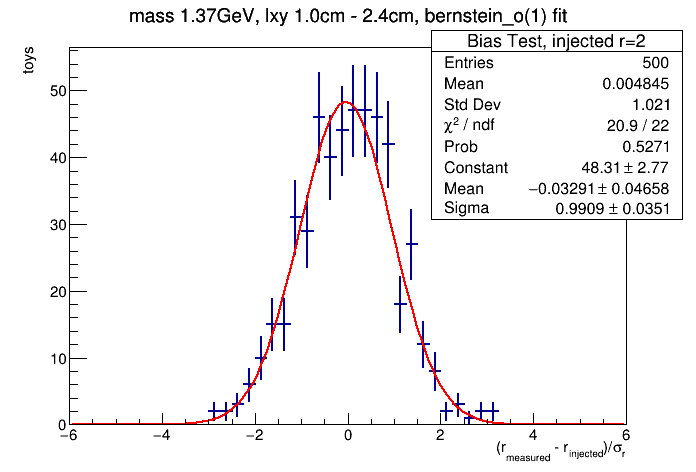 mass 1.37GeV, lxy 1.0cm - 2.4cm, bernstein_o(1) fit
toys
Bias Test, injected r=2
Entries 500
Mean 0.004845
Std Dev 1.021
χ² / ndf 20.9 / 22
Prob 0.5271
Constant 48.31 ± 2.77
Mean −0.03291 ± 0.04658
Sigma 0.9909 ± 0.0351
50
40
30
20
10
0
−6 −4 −2 0 2 4 6
(r_measured - r_injected)/σ_r